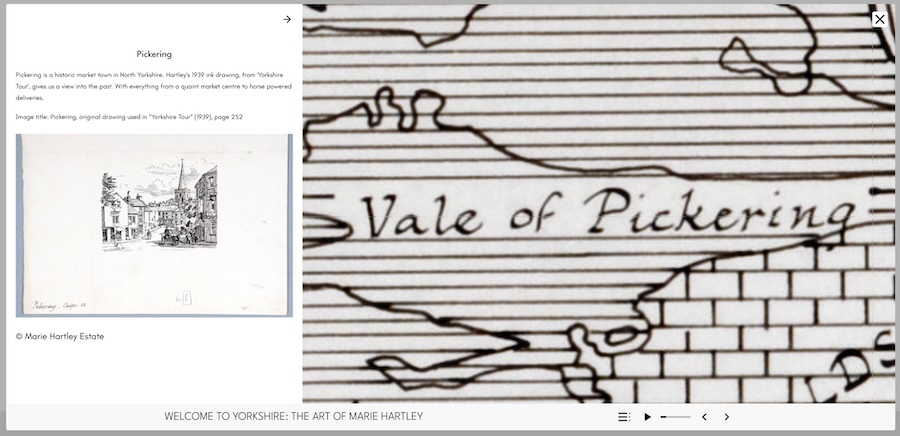 Pickering
Pickering is a historic market town in North Yorkshire. Hartley's 1939 ink drawing, from 'Yorkshire
Tour', gives us a view into the past. With everything from a quaint market centre to horse powered
deliveries.
Image title: Pickering, original drawing used in "Yorkshire Tour" (1939), page 252
Pickering. Chapter 13
© Marie Hartley Estate
Vale of Pickering
LDS
WELCOME TO YORKSHIRE: THE ART OF MARIE HARTLEY